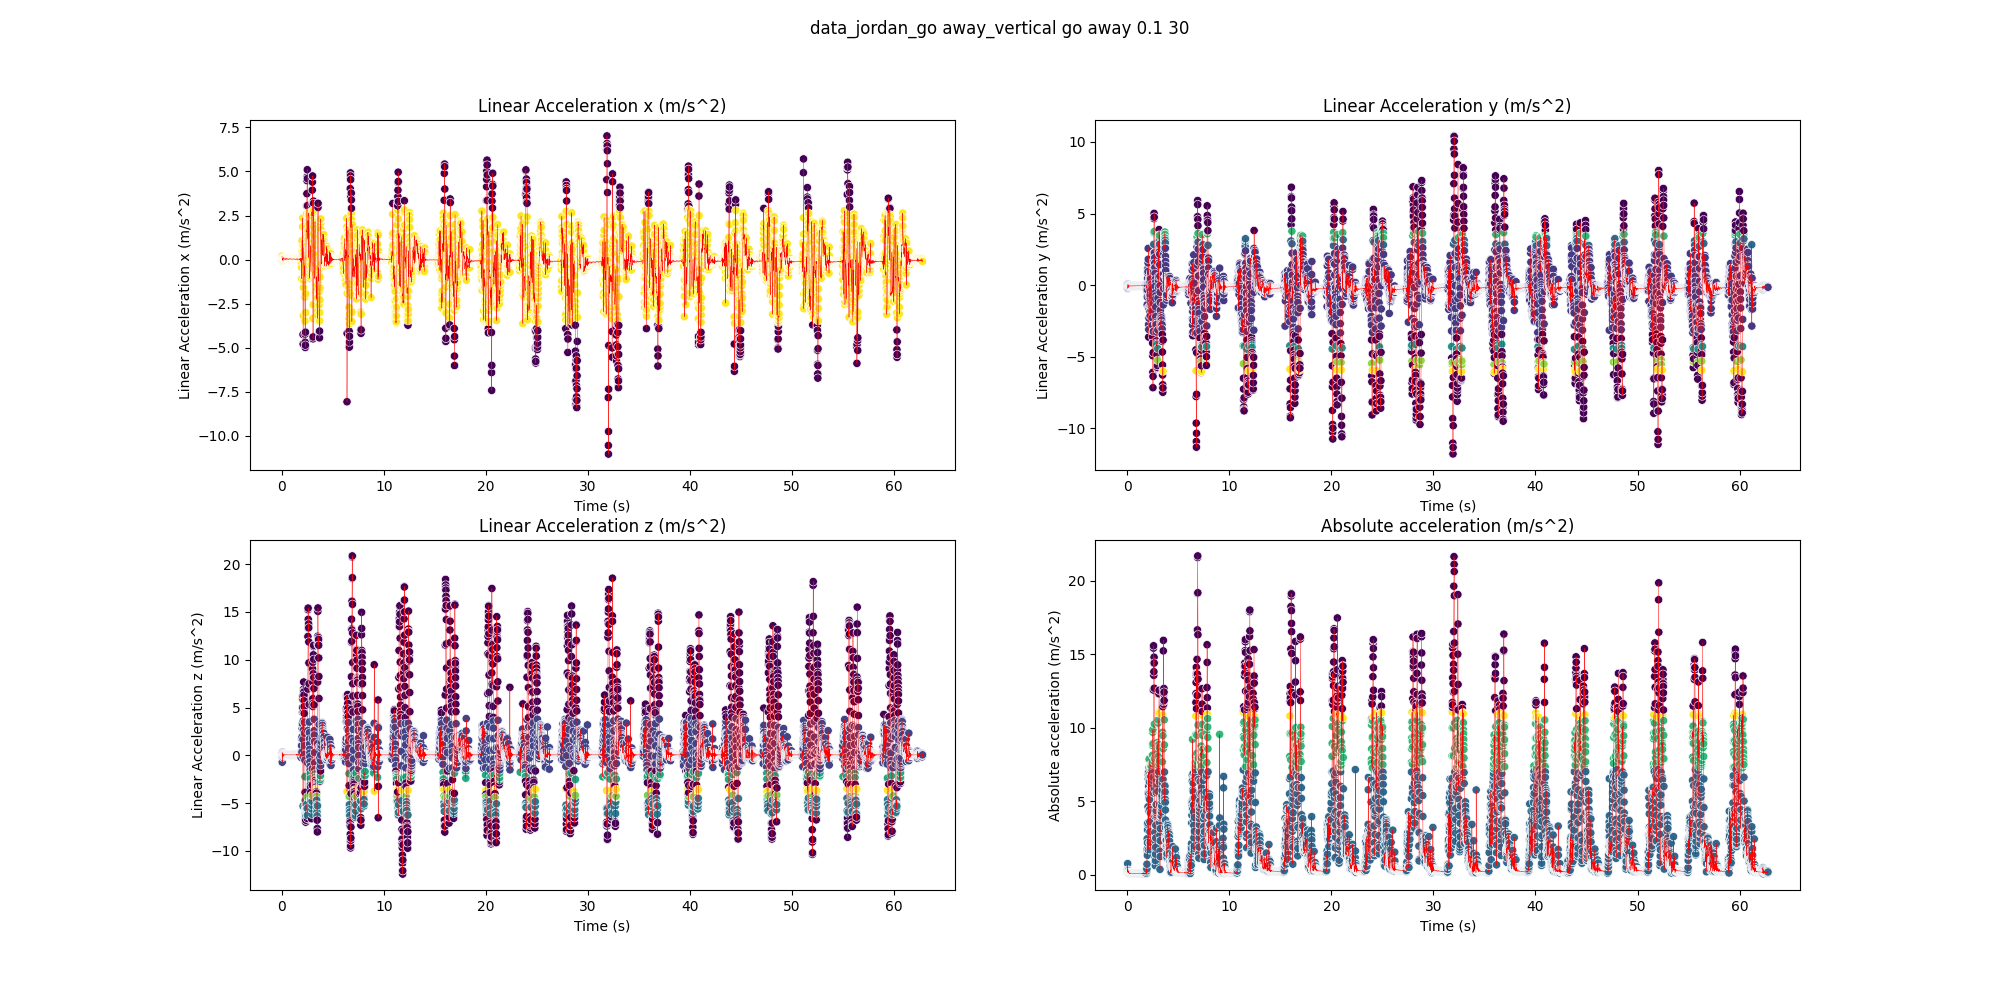 data_jordan_go away_vertical go away 0.1 30
Linear Acceleration x (m/s^2)
Linear Acceleration x (m/s^2)
7.5
5.0
2.5
0.0
−2.5
−5.0
−7.5
−10.0
0 10 20 30 40 50 60
Time (s)
Linear Acceleration y (m/s^2)
Linear Acceleration y (m/s^2)
10
5
0
−5
−10
0 10 20 30 40 50 60
Time (s)
Linear Acceleration z (m/s^2)
Linear Acceleration z (m/s^2)
20
15
10
5
0
−5
−10
0 10 20 30 40 50 60
Time (s)
Absolute acceleration (m/s^2)
Absolute acceleration (m/s^2)
20
15
10
5
0
0 10 20 30 40 50 60
Time (s)